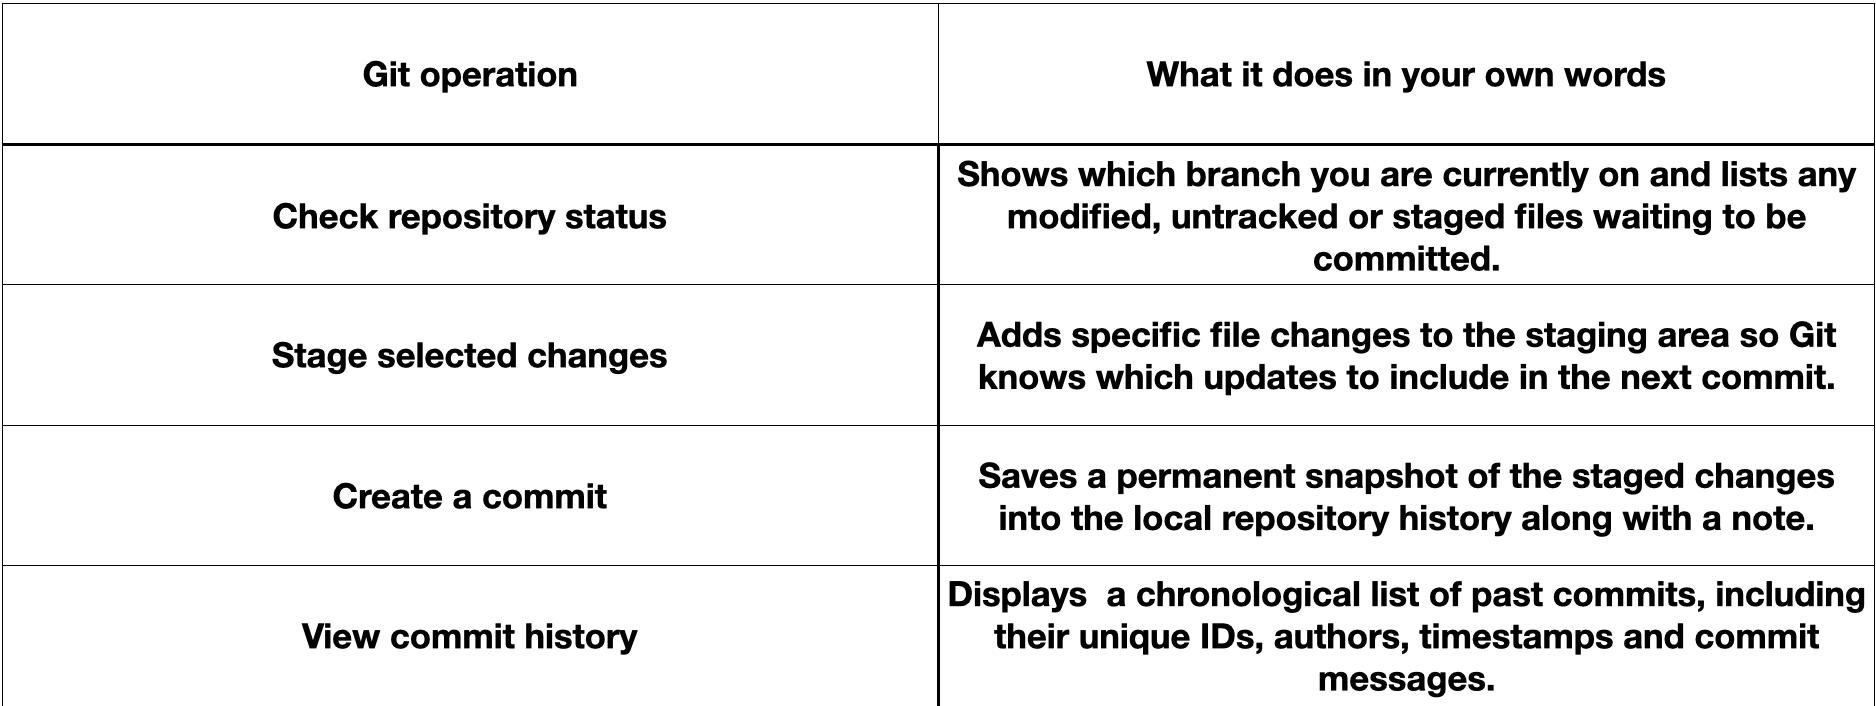 Git operation
What it does in your own words
Check repository status
Shows which branch you are currently on and lists any
modified, untracked or staged files waiting to be
committed.
Stage selected changes
Adds specific file changes to the staging area so Git
knows which updates to include in the next commit.
Create a commit
Saves a permanent snapshot of the staged changes
into the local repository history along with a note.
View commit history
Displays  a chronological list of past commits, including
their unique IDs, authors, timestamps and commit
messages.